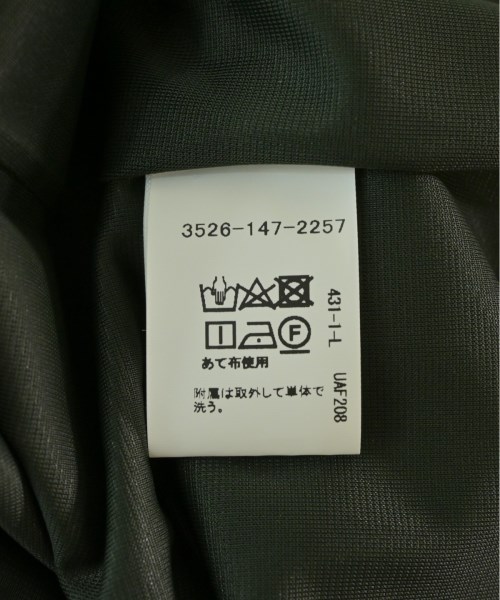 3526-147-2257
F
あて布使用
附属は取外して単体で
洗う。
431-1-L UAF208